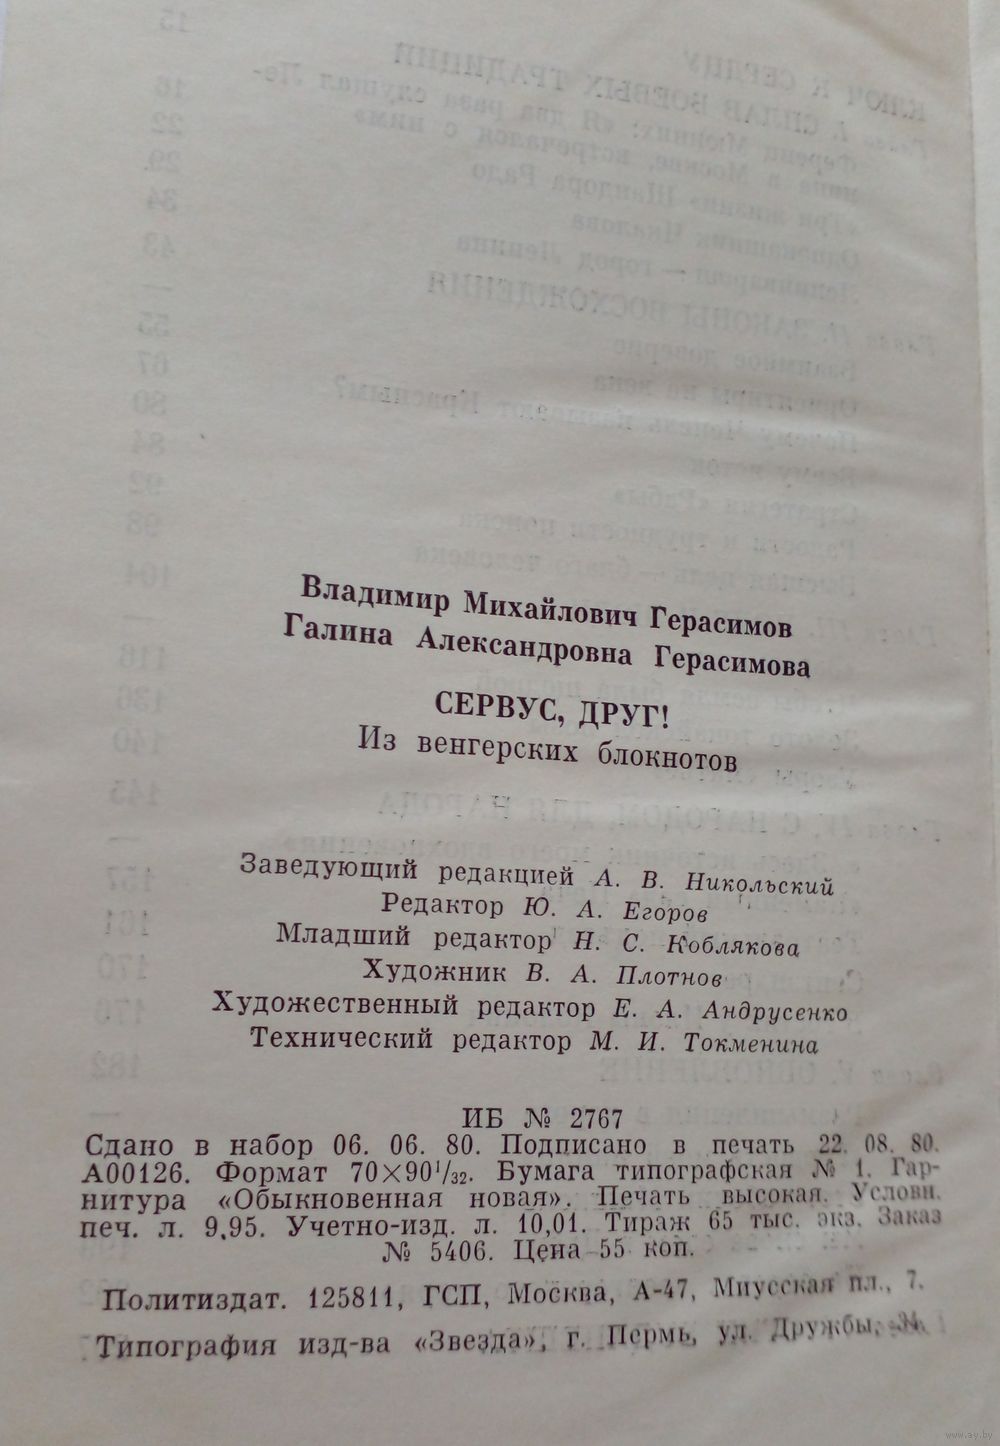 Владимир Михайлович Герасимов
Галина Александровна Герасимова
СЕРВУС, ДРУГ!
Из венгерских блокнотов
Заведующий редакцией А. В. Никольский
Редактор Ю. А. Егоров
Младший редактор Н. С. Коблякова
Художник В. А. Плотнов
Художественный редактор Е. А. Андрусенко
Технический редактор М. И. Токменина
ИБ № 2767
Сдано в набор 06. 06. 80. Подписано в печать 22. 08. 80.
А00126. Формат 70×90¹/₃₂. Бумага типографская № 1. Гар-
нитура «Обыкновенная новая». Печать высокая. Условн.
печ. л. 9,95. Учетно-изд. л. 10,01. Тираж 65 тыс. экз. Заказ
№ 5406. Цена 55 коп.
Политиздат. 125811, ГСП, Москва, А-47, Миусская пл., 7.
Типография изд-ва «Звезда», г. Пермь, ул. Дружбы, 34.
www.ay.by